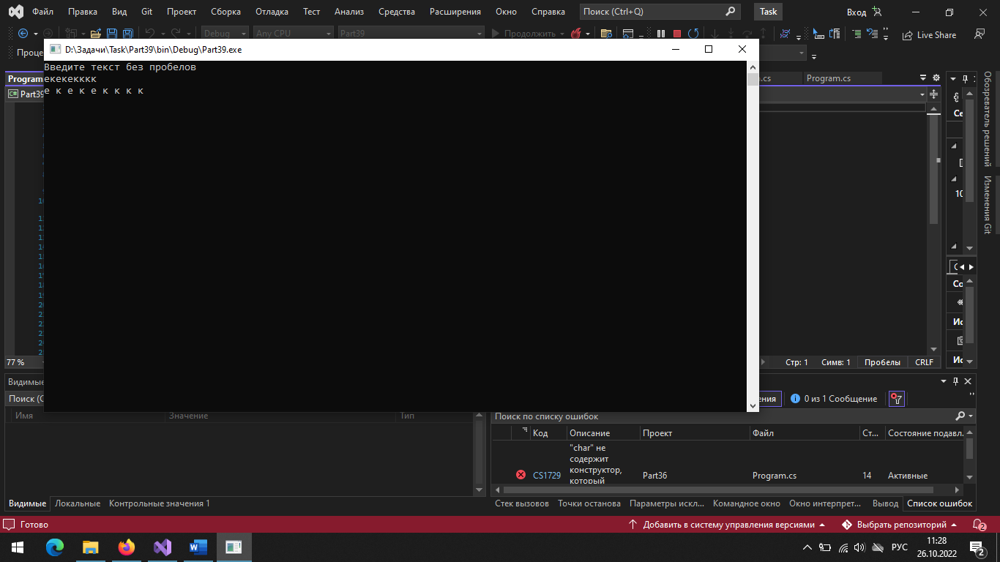 Файл Правка Вид Git Проект Сборка Отладка Тест Анализ Средства Расширения Окно Справка Поиск (Ctrl+Q) Task Вход
Debug Any CPU Part39 Продолжить Live Share
D:\Задачи\Task\Part39\bin\Debug\Part39.exe
Введите текст без пробелов
екекекккк
е к е к е к к к к
Program
.cs Program.cs
Part39
Обозреватель решений
Изменения Git
77 % Стр: 1 Симв: 1 Пробелы CRLF
Видимые
Поиск (C
0 из 1 Сообщение
Имя Значение Тип
Поиск по списку ошибок
Код Описание Проект Файл Ст... Состояние подавл.
"char" не
содержит
конструктор,
который
CS1729 Part36 Program.cs 14 Активные
Видимые Локальные Контрольные значения 1
Стек вызовов Точки останова Параметры искл... Командное окно Окно интерпрет... Вывод Список ошибок
Готово Добавить в систему управления версиями Выбрать репозиторий 2
РУС 11:28
26.10.2022 2